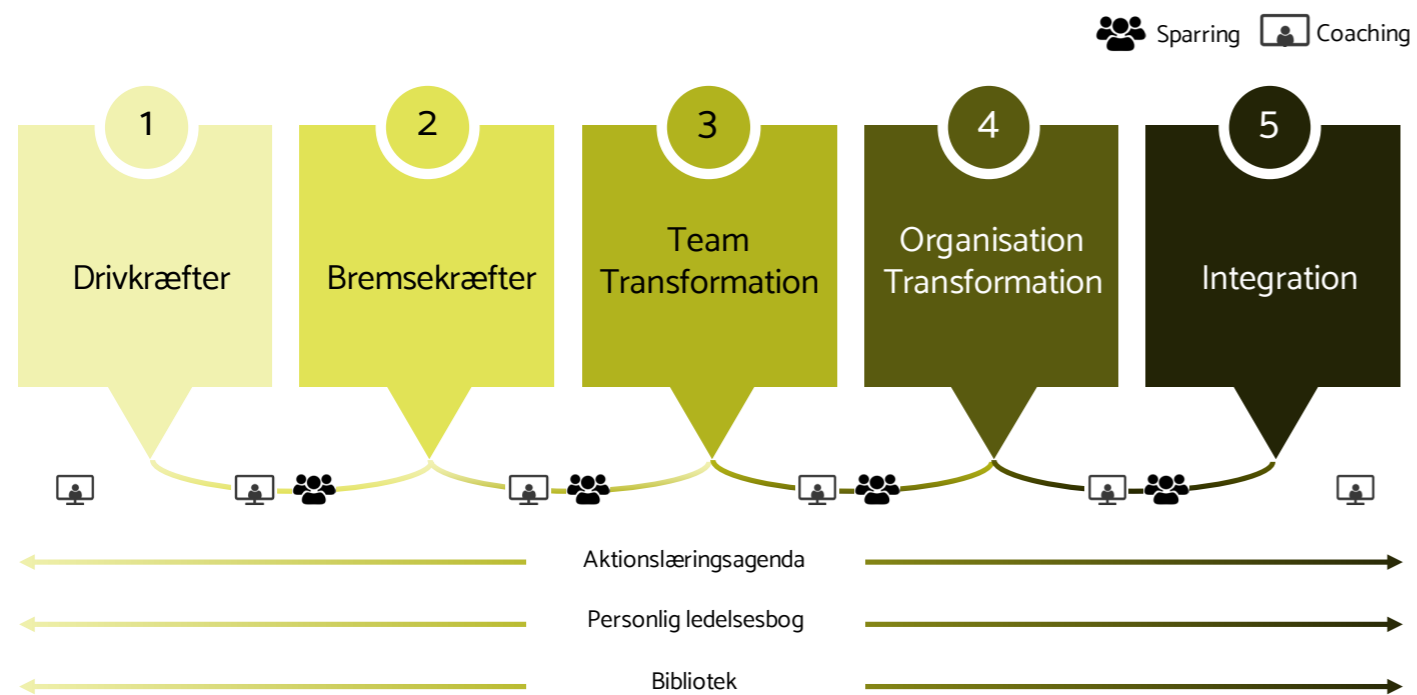 Sparring
Coaching
1
2
3
4
5
Drivkræfter
Bremsekræfter
Team
Transformation
Organisation
Transformation
Integration
Aktionslæringsagenda
Personlig ledelsesbog
Bibliotek